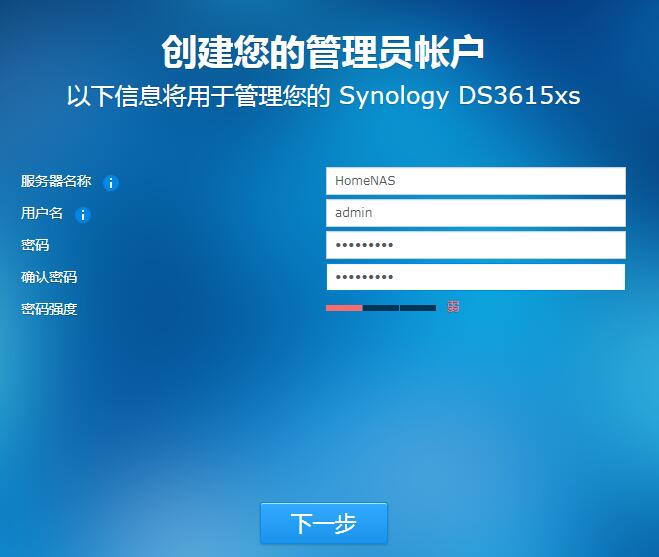 创建您的管理员帐户
以下信息将用于管理您的 Synology DS3615xs
服务器名称 i HomeNAS
用户名 i admin
密码 •••••••••
确认密码 •••••••••
密码强度 弱
下一步